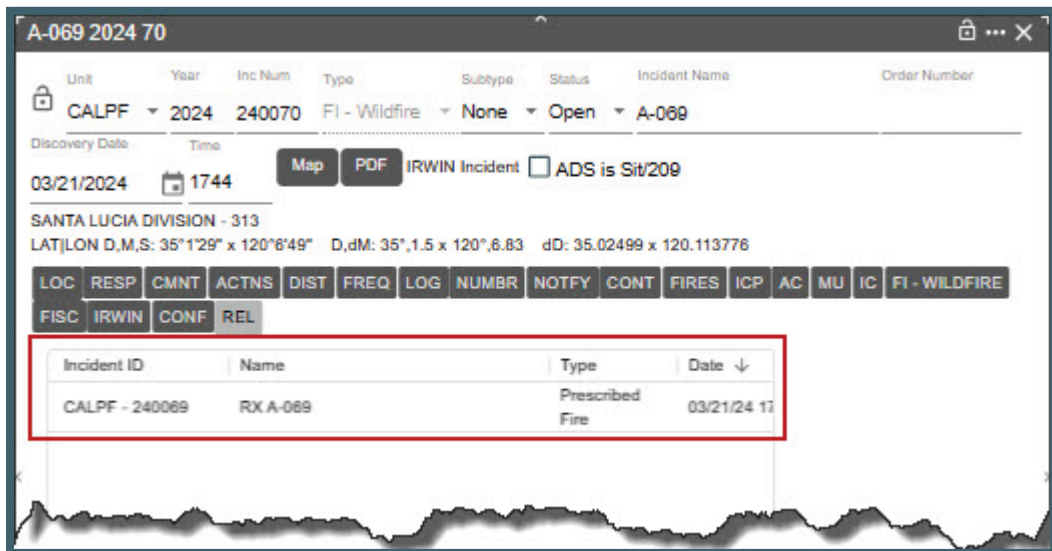 A-069 2024 70
Unit Year Inc Num Type Subtype Status Incident Name Order Number
CALPF 2024 240070 FI - Wildfire None Open A-069
Discovery Date Time
03/21/2024 1744 Map PDF IRWIN Incident ADS is Sit/209
SANTA LUCIA DIVISION - 313
LAT|LON D,M,S: 35°1'29" x 120°6'49" D,dM: 35°,1.5 x 120°,6.83 dD: 35.02499 x 120.113776
LOC RESP CMNT ACTNS DIST FREQ LOG NUMBR NOTFY CONT FIRES ICP AC MU IC FI - WILDFIRE
FISC IRWIN CONF REL
Incident ID Name Type Date
CALPF - 240069 RX A-069 Prescribed Fire 03/21/24 17